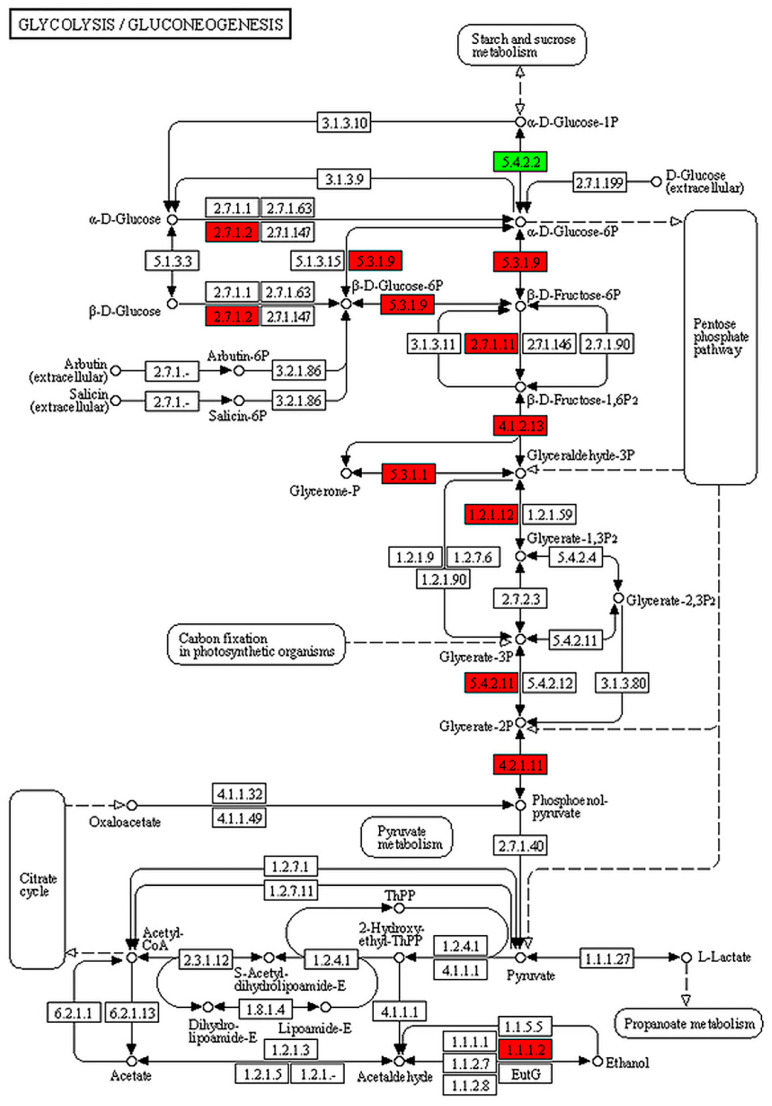 GLYCOLYSIS / GLUCONEOGENESIS
Starch and sucrose
metabolism
3.1.3.10
α-D-Glucose-1P
5.4.2.2
3.1.3.9
2.7.1.199
D-Glucose
(extracellular)
2.7.1.1
2.7.1.63
α-D-Glucose
2.7.1.2
2.7.1.147
α-D-Glucose-6P
5.1.3.3
5.1.3.15
5.3.1.9
5.3.1.9
2.7.1.1
2.7.1.63
β-D-Glucose-6P
β-D-Glucose
2.7.1.2
2.7.1.147
5.3.1.9
β-D-Fructose-6P
3.1.3.11
2.7.1.11
2.7.1.146
2.7.1.90
Pentose
phosphate
pathway
Arbutin
(extracellular)
2.7.1.-
Arbutin-6P
3.2.1.86
Salicin
(extracellular)
2.7.1.-
Salicin-6P
3.2.1.86
β-D-Fructose-1,6P2
4.1.2.13
Glyceraldehyde-3P
Glycerone-P
5.3.1.1
1.2.1.12
1.2.1.59
Glycerate-1,3P2
1.2.1.9
1.2.7.6
5.4.2.4
1.2.1.90
2.7.2.3
Glycerate-2,3P2
Carbon fixation
in photosynthetic organisms
5.4.2.11
Glycerate-3P
5.4.2.11
5.4.2.12
3.1.3.80
Glycerate-2P
4.2.1.11
4.1.1.32
Oxaloacetate
4.1.1.49
Phosphoenol-
pyruvate
Pyruvate
metabolism
2.7.1.40
Citrate
cycle
1.2.7.1
1.2.7.11
ThPP
Acetyl-
CoA
2-Hydroxy-
ethyl-ThPP
2.3.1.12
S-Acetyl-
dihydrolipoamide-E
1.2.4.1
1.2.4.1
4.1.1.1
Pyruvate
1.1.1.27
L-Lactate
6.2.1.1
6.2.1.13
Dihydro-
lipoamide-E
1.8.1.4
Lipoamide-E
4.1.1.1
Propanoate metabolism
1.1.5.5
1.2.1.3
1.1.1.1
1.1.1.2
Acetate
1.2.1.5
1.2.1.-
Acetaldehyde
1.1.2.7
EutG
Ethanol
1.1.2.8